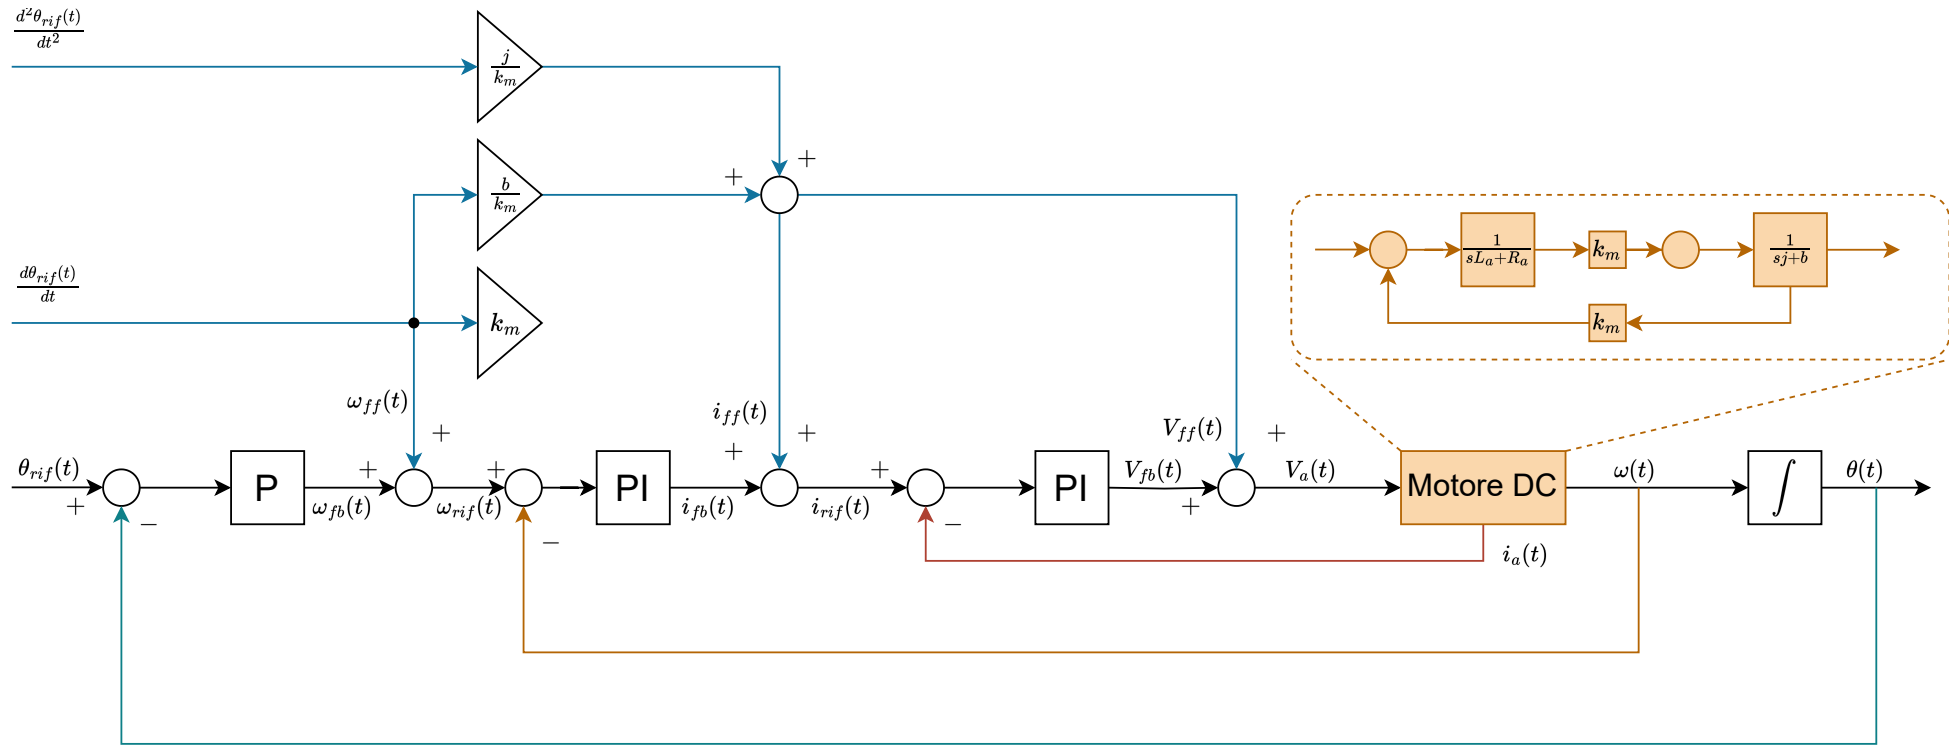 d²θ_rif(t)/dt²
j/k_m
+
+
b/k_m
dθ_rif(t)/dt
k_m
1/(sL_a+R_a)
k_m
1/(sj+b)
k_m
ω_ff(t)
+
i_ff(t)
+
+
V_ff(t)
+
θ_rif(t)
+
−
P
ω_fb(t)
+
ω_rif(t)
+
−
PI
i_fb(t)
i_rif(t)
+
−
PI
V_fb(t)
+
V_a(t)
Motore DC
i_a(t)
ω(t)
∫
θ(t)